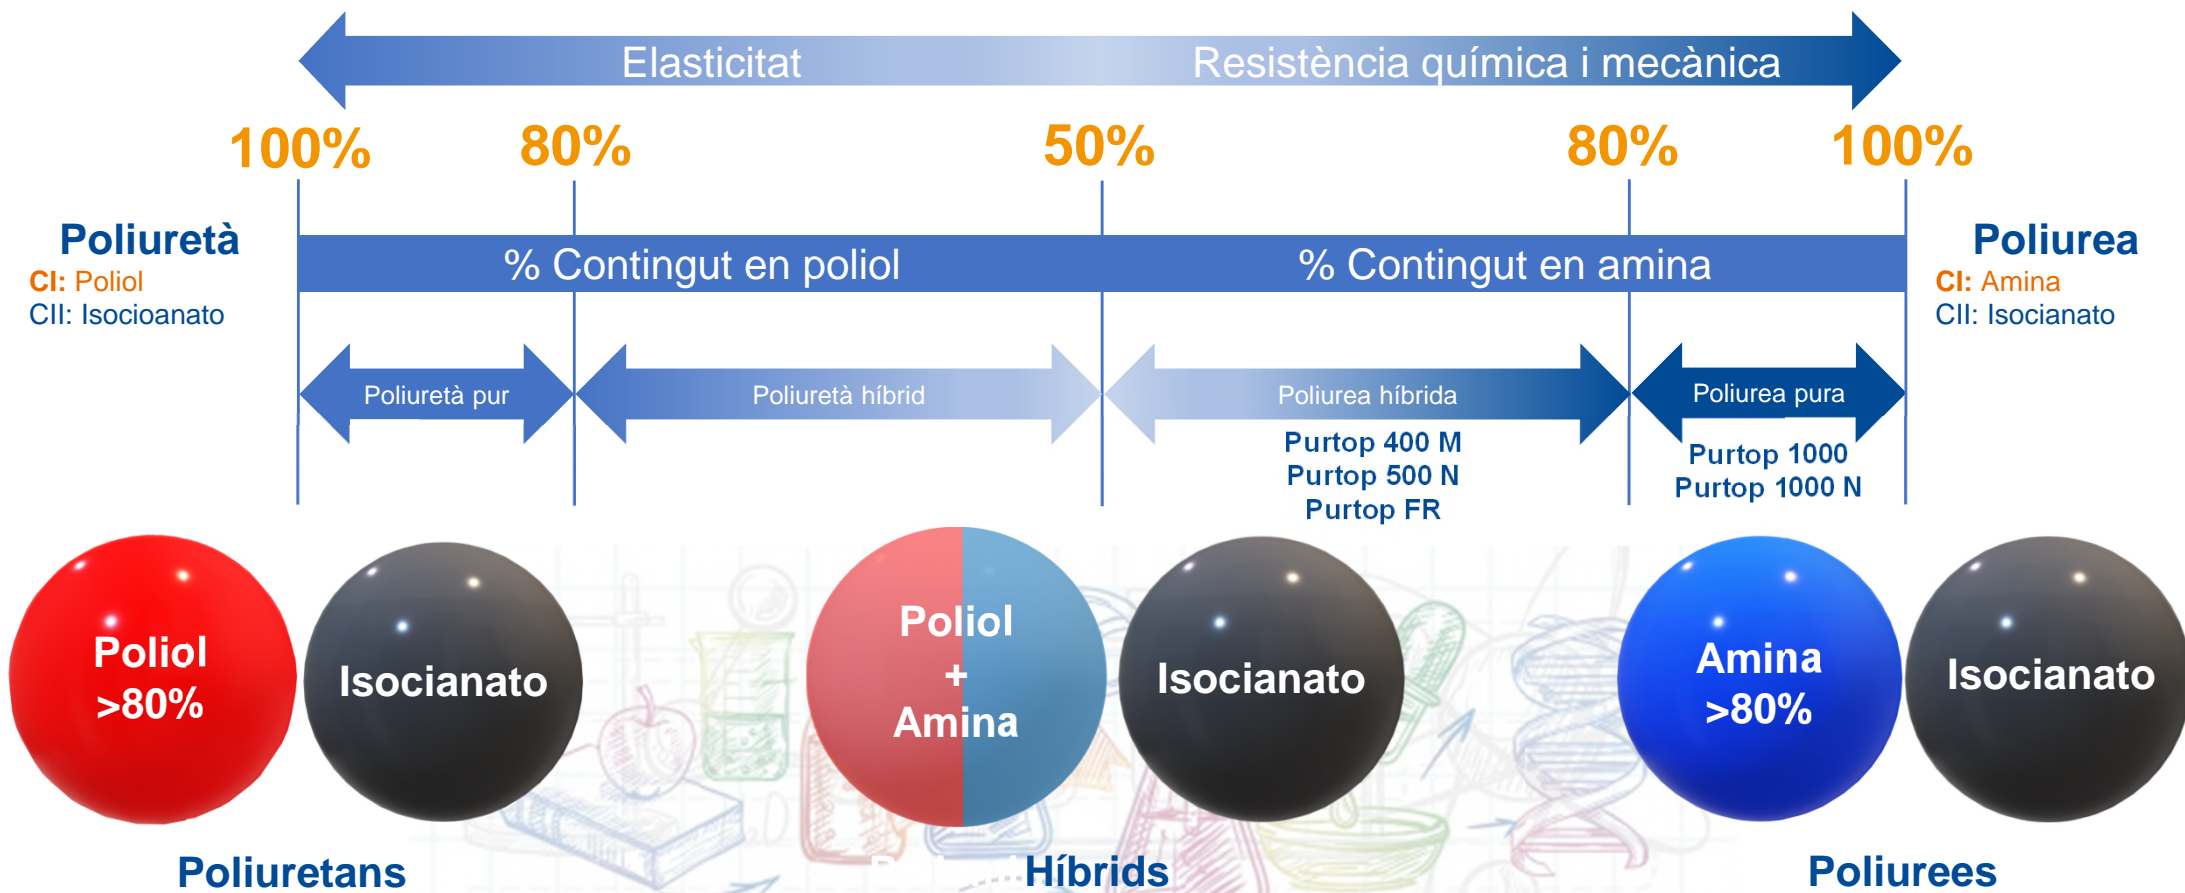 Elasticitat
Resistència química i mecànica
100%
80%
50%
80%
100%
Poliuretà
CI: Poliol
CII: Isocioanato
% Contingut en poliol
% Contingut en amina
Poliurea
CI: Amina
CII: Isocianato
Poliuretà pur
Poliuretà híbrid
Poliurea híbrida
Poliurea pura
Purtop 400 M
Purtop 500 N
Purtop FR
Purtop 1000
Purtop 1000 N
Poliol
>80%
Isocianato
Poliol
+
Amina
Isocianato
Amina
>80%
Isocianato
Poliuretans
Híbrids
Poliurees